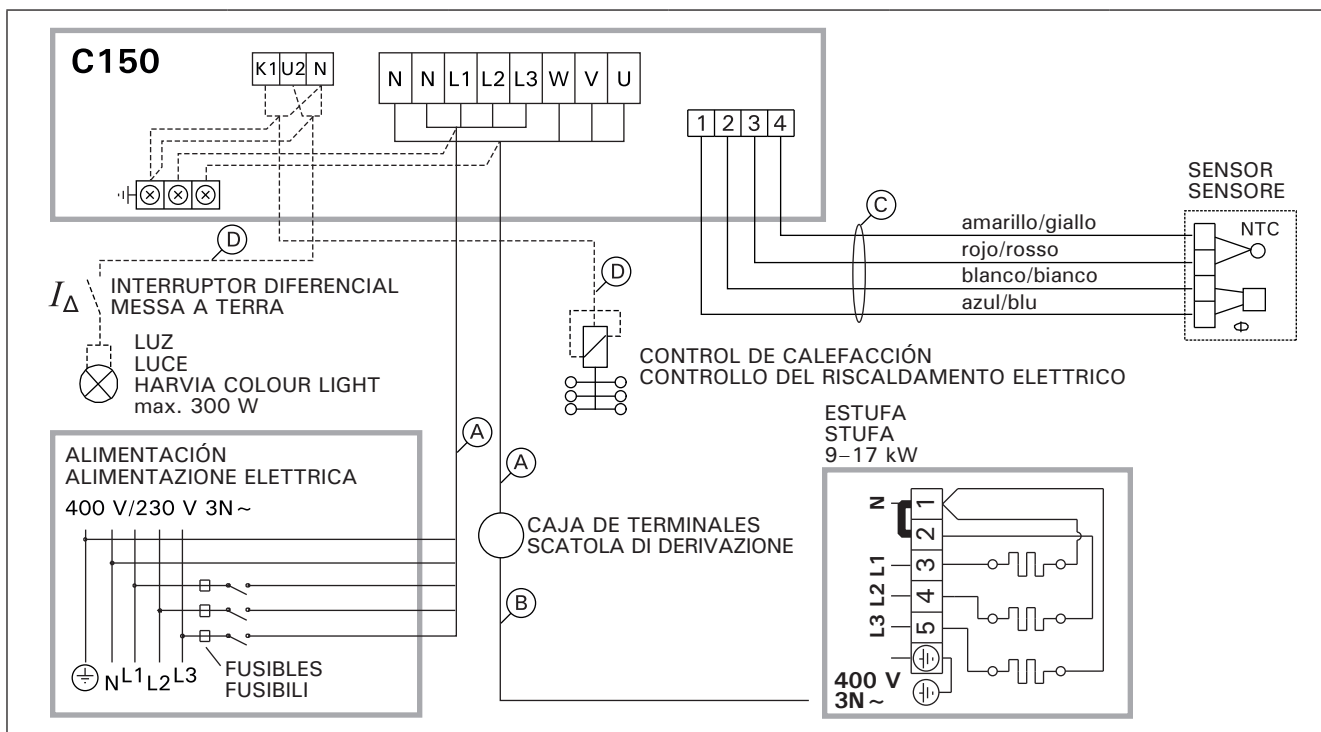 C150
K1 U2 N
N N L1 L2 L3 W V U
1 2 3 4
SENSOR
SENSORE
C
amarillo/giallo
rojo/rosso
blanco/bianco
azul/blu
NTC
D
D
IΔ
INTERRUPTOR DIFERENCIAL
MESSA A TERRA
LUZ
LUCE
HARVIA COLOUR LIGHT
max. 300 W
CONTROL DE CALEFACCIÓN
CONTROLLO DEL RISCALDAMENTO ELETTRICO
A
A
ALIMENTACIÓN
ALIMENTAZIONE ELETTRICA
400 V/230 V 3N~
N L1 L2 L3
FUSIBLES
FUSIBILI
CAJA DE TERMINALES
SCATOLA DI DERIVAZIONE
B
ESTUFA
STUFA
9–17 kW
N
L1
L2
L3
1
2
3
4
5
400 V
3N~